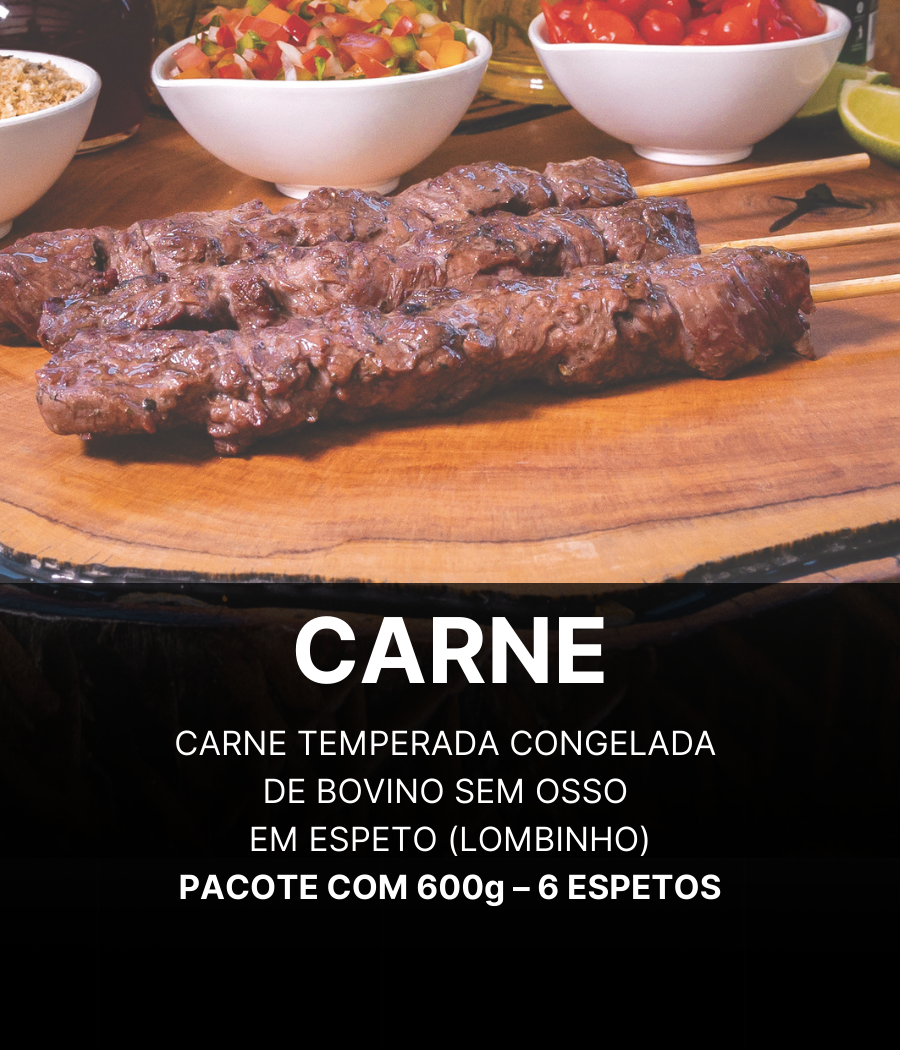 CARNE
CARNE TEMPERADA CONGELADA
DE BOVINO SEM OSSO
EM ESPETO (LOMBINHO)
PACOTE COM 600g – 6 ESPETOS